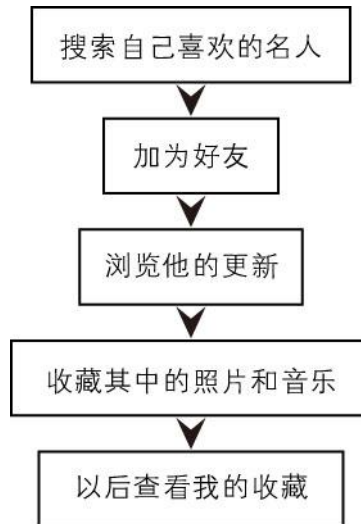 搜索自己喜欢的名人
加为好友
浏览他的更新
收藏其中的照片和音乐
以后查看我的收藏